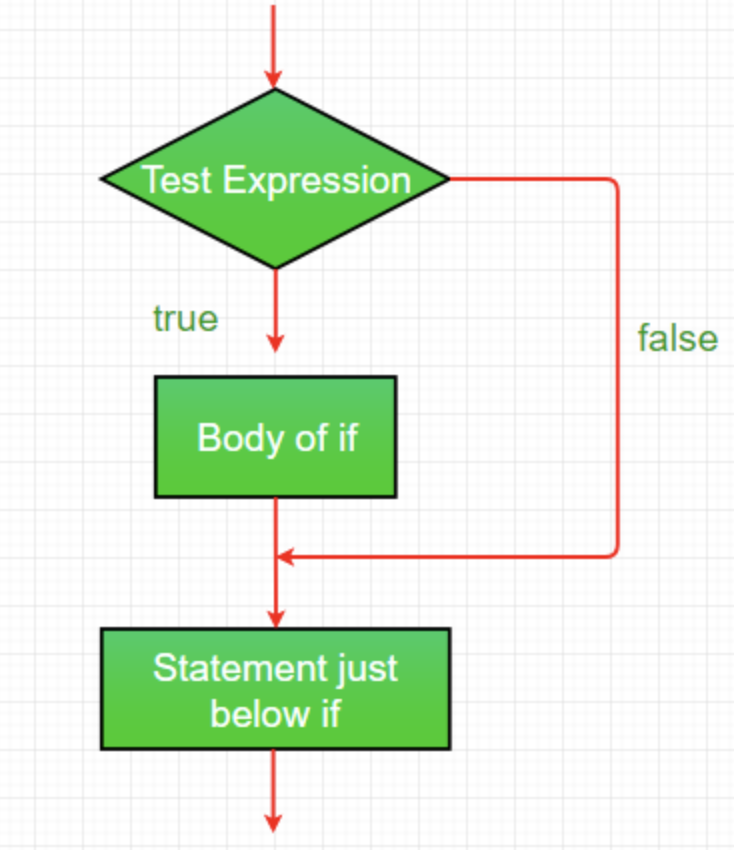 Test Expression
true
false
Body of if
Statement just
below if